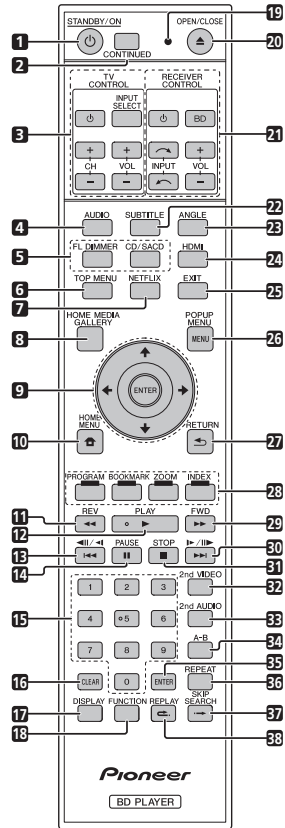 STANDBY/ON
19
OPEN/CLOSE
1
20
2
CONTINUED
TV CONTROL
RECEIVER CONTROL
INPUT SELECT
BD
3
21
+ + +
CH VOL INPUT VOL
– – –
22
4
AUDIO SUBTITLE ANGLE
23
5
FL DIMMER CD/SACD HDMI
24
6
TOP MENU NETFLIX EXIT
25
7
HOME MEDIA GALLERY
POPUP MENU
8
MENU
26
9
ENTER
HOME MENU
RETURN
10
27
PROGRAM BOOKMARK ZOOM INDEX
28
11
REV PLAY FWD
29
12
13
PAUSE STOP
30
14
31
1 2 3
2nd VIDEO
32
15
4 5 6
2nd AUDIO
33
7 8 9
A-B
34
35
16
CLEAR 0 ENTER
REPEAT
36
17
DISPLAY FUNCTION REPLAY
SKIP SEARCH
37
18
38
Pioneer
BD PLAYER